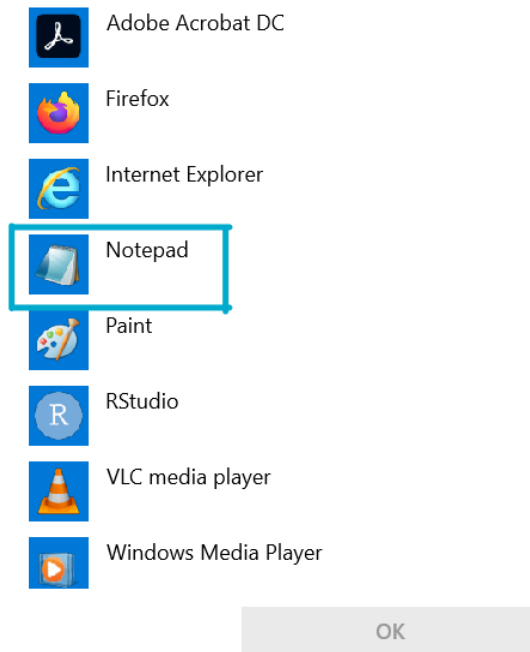 Adobe Acrobat DC
Firefox
Internet Explorer
Notepad
Paint
R
RStudio
VLC media player
Windows Media Player
OK